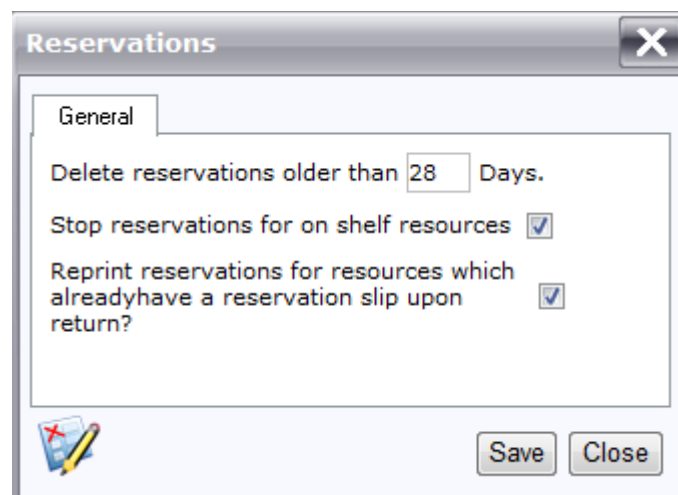 Reservations
General
Delete reservations older than 28 Days.
Stop reservations for on shelf resources
Reprint reservations for resources which
alreadyhave a reservation slip upon
return?
Save Close